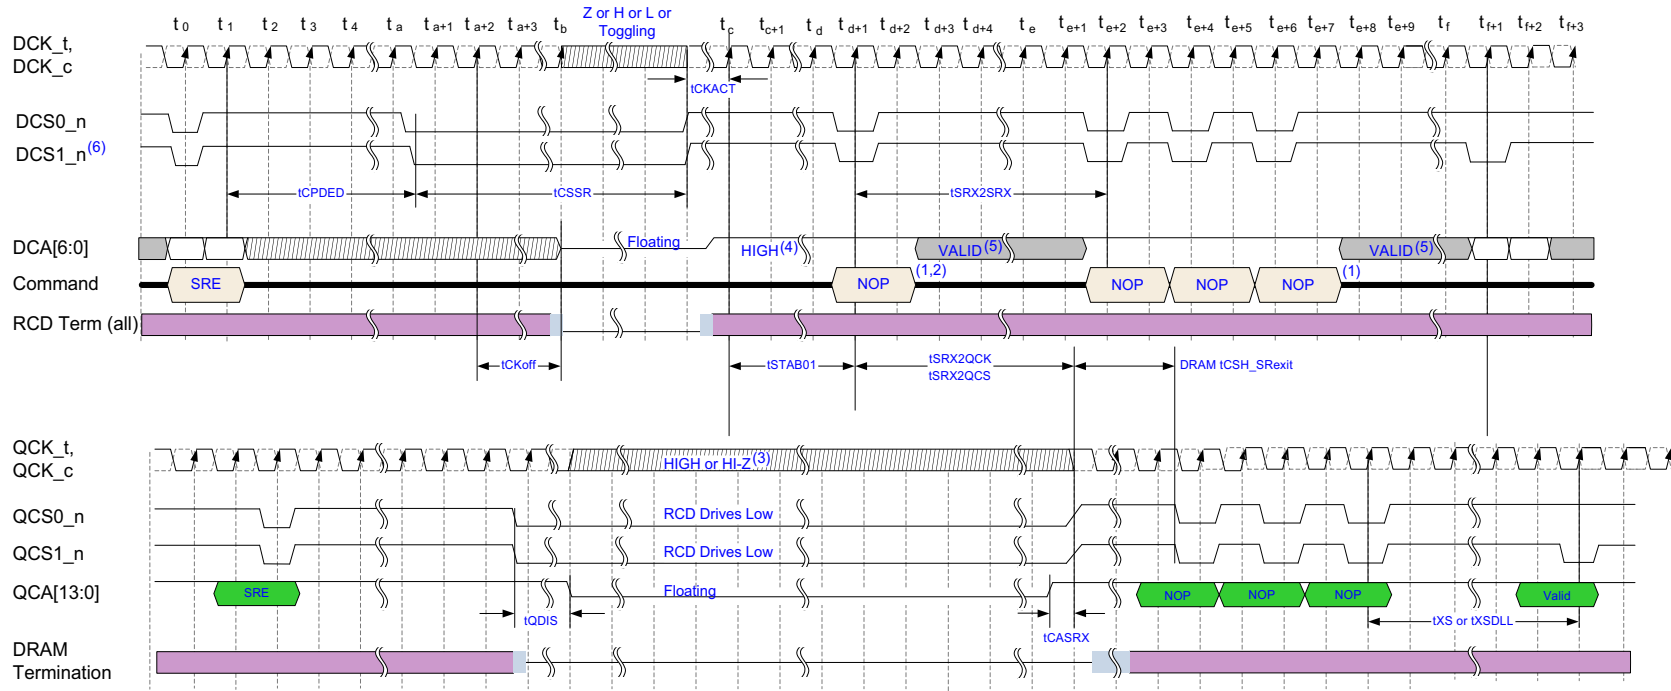 Z or H or L or
Toggling
t0 t1 t2 t3 t4 ta ta+1 ta+2 ta+3 tb tc tc+1 td td+1 td+2 td+3 td+4 te te+1 te+2 te+3 te+4 te+5 te+6 te+7 te+8 te+9 tf tf+1 tf+2 tf+3
DCK_t,
DCK_c
tCKACT
DCS0_n
DCS1_n(6)
tCPDED tCSSR tSRX2SRX
DCA[6:0] Floating HIGH(4) VALID(5) VALID(5)
Command SRE NOP (1,2) NOP NOP NOP (1)
RCD Term (all)
tCKoff tSTAB01 tSRX2QCK
tSRX2QCS
DRAM tCSH_SRexit
QCK_t,
QCK_c
HIGH or HI-Z(3)
QCS0_n RCD Drives Low
QCS1_n RCD Drives Low
QCA[13:0] SRE Floating NOP NOP NOP Valid
tQDIS tCASRX tXS or tXSDLL
DRAM
Termination